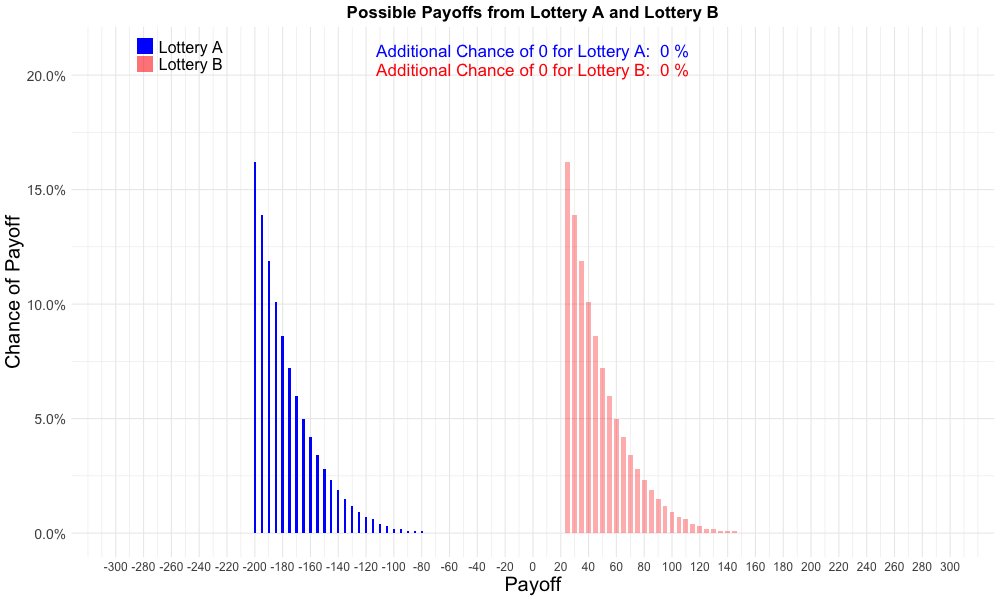 Possible Payoffs from Lottery A and Lottery B
Lottery A
Lottery B
Additional Chance of 0 for Lottery A:  0 %
Additional Chance of 0 for Lottery B:  0 %
Chance of Payoff
20.0%
15.0%
10.0%
5.0%
0.0%
-300 -280 -260 -240 -220 -200 -180 -160 -140 -120 -100 -80 -60 -40 -20 0 20 40 60 80 100 120 140 160 180 200 220 240 260 280 300
Payoff